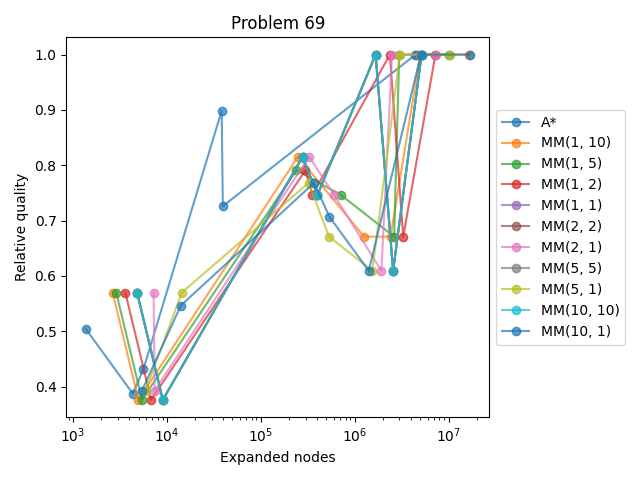 Problem 69
Relative quality
1.0
0.9
0.8
0.7
0.6
0.5
0.4
10³
10⁴
10⁵
10⁶
10⁷
Expanded nodes
A*
MM(1, 10)
MM(1, 5)
MM(1, 2)
MM(1, 1)
MM(2, 2)
MM(2, 1)
MM(5, 5)
MM(5, 1)
MM(10, 10)
MM(10, 1)